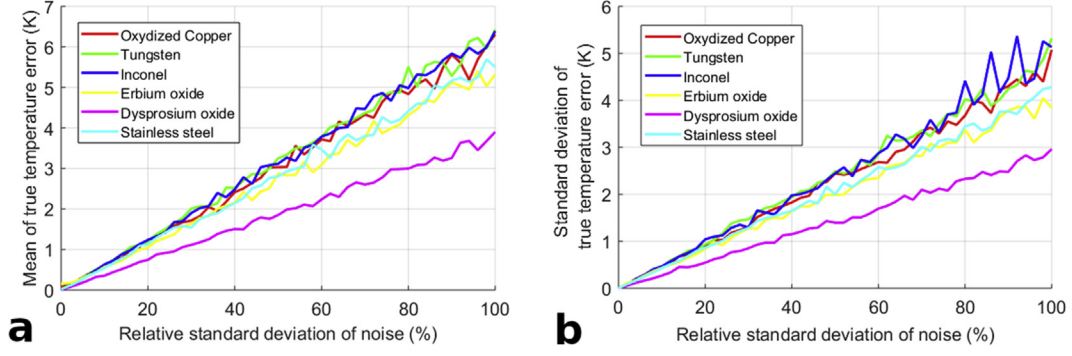 Mean of true temperature error (K)
7
6
5
4
3
2
1
0
Oxydized Copper
Tungsten
Inconel
Erbium oxide
Dysprosium oxide
Stainless steel
0 20 40 60 80 100
Relative standard deviation of noise (%)
a
Standard deviation of
true temperature error (K)
6
5
4
3
2
1
0
Oxydized Copper
Tungsten
Inconel
Erbium oxide
Dysprosium oxide
Stainless steel
0 20 40 60 80 100
Relative standard deviation of noise (%)
b